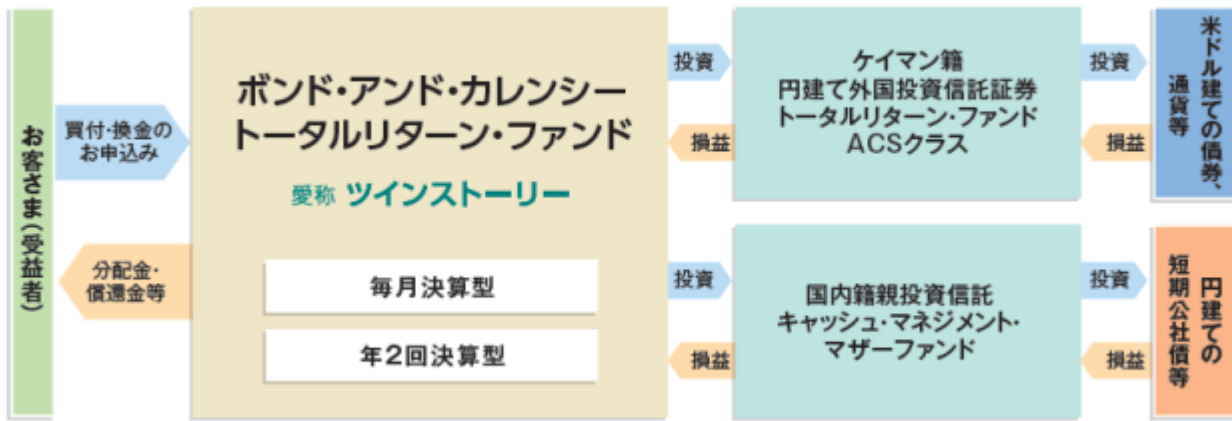 お客さま(受益者)
買付・換金の
お申込み
分配金・
償還金等
ボンド・アンド・カレンシー
トータルリターン・ファンド
愛称 ツインストーリー
毎月決算型
年2回決算型
投資
損益
投資
損益
ケイマン籍
円建て外国投資信託証券
トータルリターン・ファンド
ACSクラス
国内籍親投資信託
キャッシュ・マネジメント・
マザーファンド
投資
損益
投資
損益
米ドル建ての債券、
通貨等
円建ての
短期公社債等